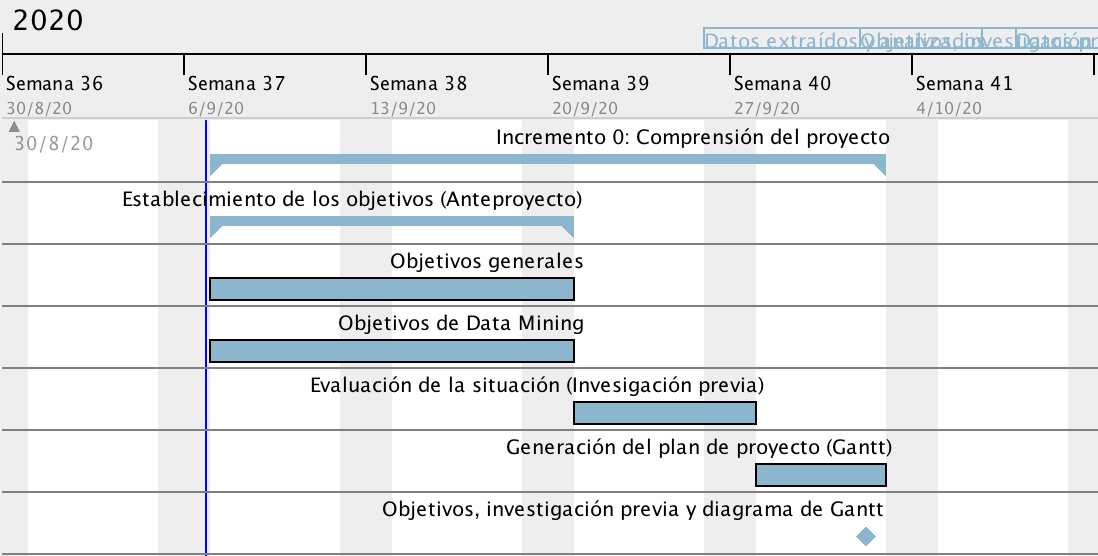 2020
Datos extraídos
Semana 36
Semana 37
Semana 38
Semana 39
Semana 40
Semana 41
30/8/20
6/9/20
13/9/20
20/9/20
27/9/20
4/10/20
30/8/20
Incremento 0: Comprensión del proyecto
Establecimiento de los objetivos (Anteproyecto)
Objetivos generales
Objetivos de Data Mining
Evaluación de la situación (Invesigación previa)
Generación del plan de proyecto (Gantt)
Objetivos, investigación previa y diagrama de Gantt